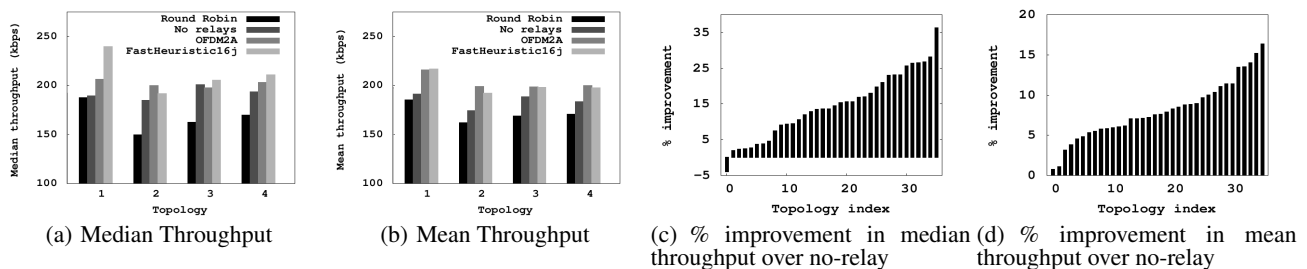 Round Robin
No relays
OFDM2A
FastHeuristic16j
Median throughput (kbps)
250
200
150
100
1 2 3 4
Topology
(a) Median Throughput
Round Robin
No relays
OFDM2A
FastHeuristic16j
Mean throughput (kbps)
250
200
150
100
1 2 3 4
Topology
(b) Mean Throughput
% improvement
35
25
15
5
-5
0 10 20 30
Topology index
(c) % improvement in median
throughput over no-relay
% improvement
20
15
10
5
0
0 10 20 30
Topology index
(d) % improvement in mean
throughput over no-relay